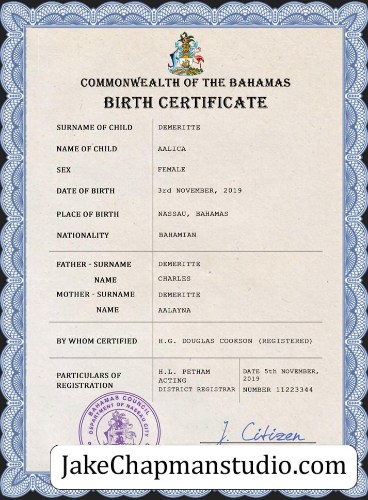 COMMONWEALTH OF THE BAHAMAS
BIRTH CERTIFICATE
SURNAME OF CHILD DEMERITTE
NAME OF CHILD AALICA
SEX FEMALE
DATE OF BIRTH 3rd NOVEMBER, 2019
PLACE OF BIRTH NASSAU, BAHAMAS
NATIONALITY BAHAMIAN
FATHER - SURNAME DEMERITTE
NAME CHARLES
MOTHER - SURNAME DEMERITTE
NAME AALAYNA
BY WHOM CERTIFIED H.G. DOUGLAS COOKSON (REGISTERED)
PARTICULARS OF
REGISTRATION
H.L. PETHAM
ACTING
DISTRICT REGISTRAR
DATE 5th NOVEMBER,
2019
NUMBER 11223344
BAHAMAS COUNCIL
DEPARTMENT OF NASSAU CITY
J. Citizen
JakeChapmanstudio.com